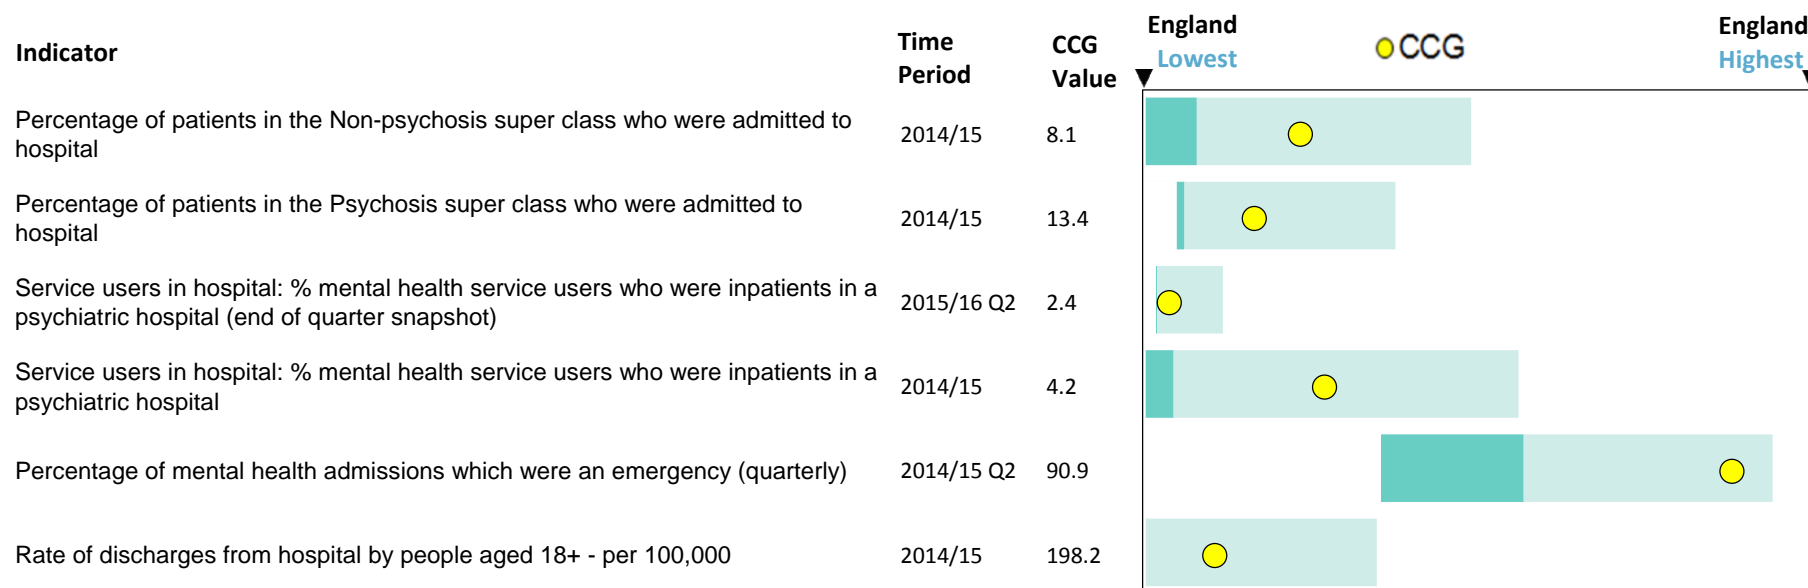 Indicator
Time
Period
CCG
Value
England
Lowest
CCG
England
Highest
Percentage of patients in the Non-psychosis super class who were admitted to
hospital
2014/15
8.1
Percentage of patients in the Psychosis super class who were admitted to
hospital
2014/15
13.4
Service users in hospital: % mental health service users who were inpatients in a
psychiatric hospital (end of quarter snapshot)
2015/16 Q2
2.4
Service users in hospital: % mental health service users who were inpatients in a
psychiatric hospital
2014/15
4.2
Percentage of mental health admissions which were an emergency (quarterly)
2014/15 Q2
90.9
Rate of discharges from hospital by people aged 18+ - per 100,000
2014/15
198.2